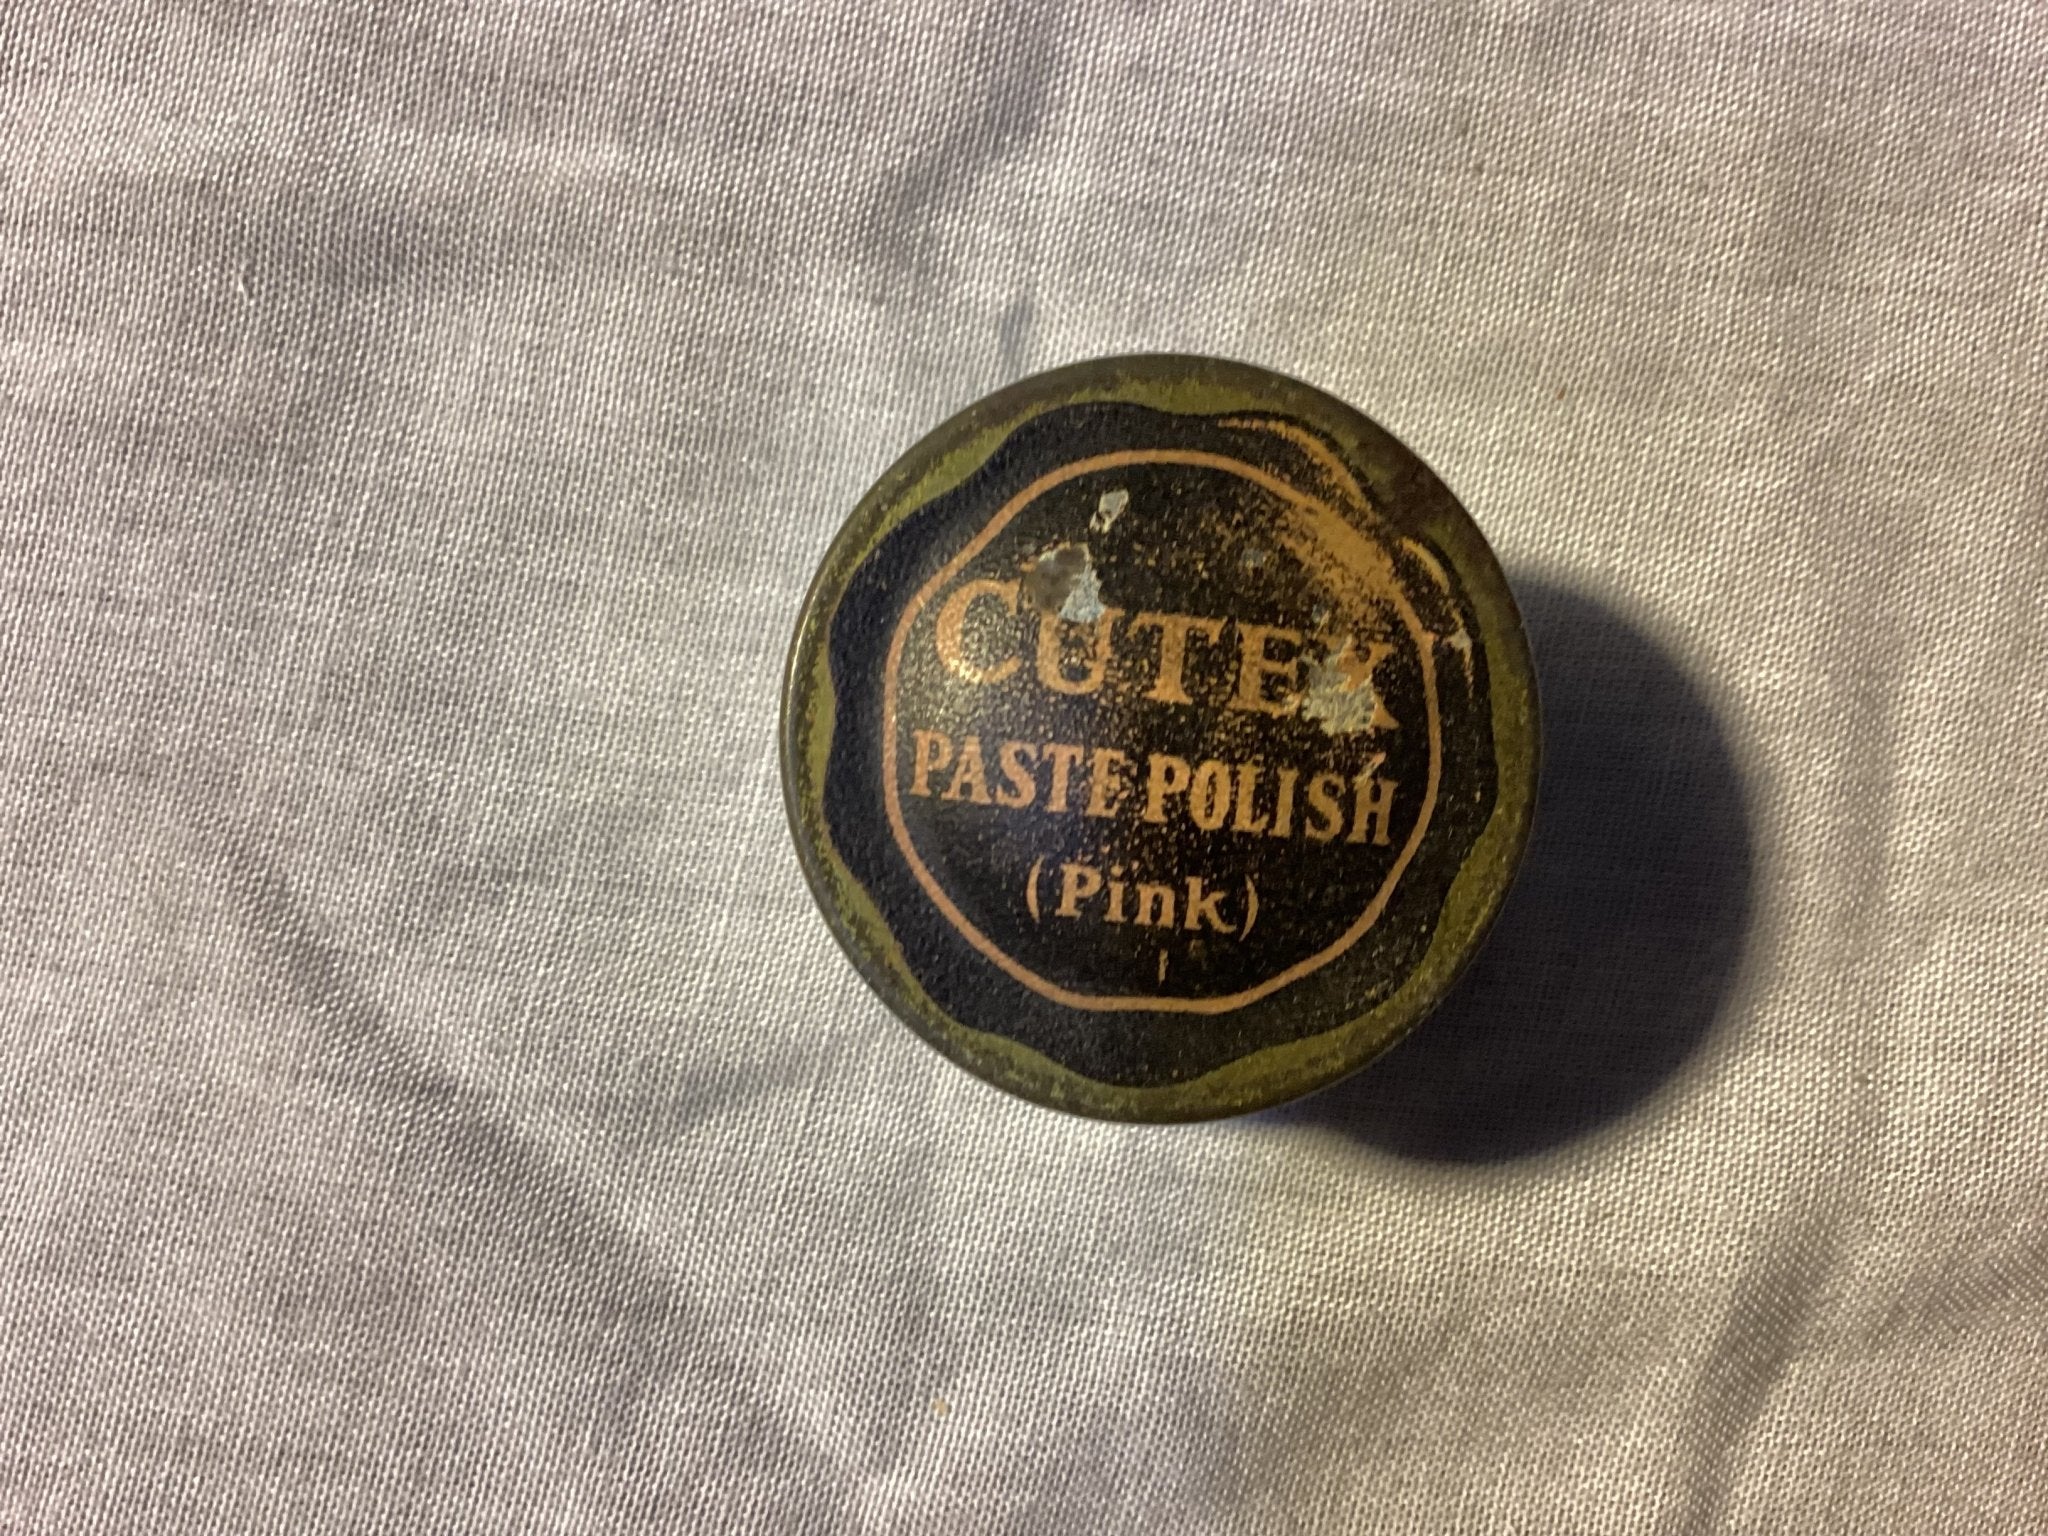 CUTEX
PASTE POLISH
(Pink)